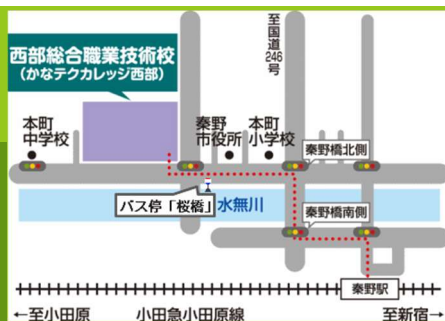 西部総合職業技術校
(かなテクカレッジ西部)
至国道
246
号
本町
中学校
秦野
市役所
本町
小学校
秦野橋北側
バス停「桜橋」
水無川
秦野橋南側
秦野駅
←至小田原
小田急小田原線
至新宿→